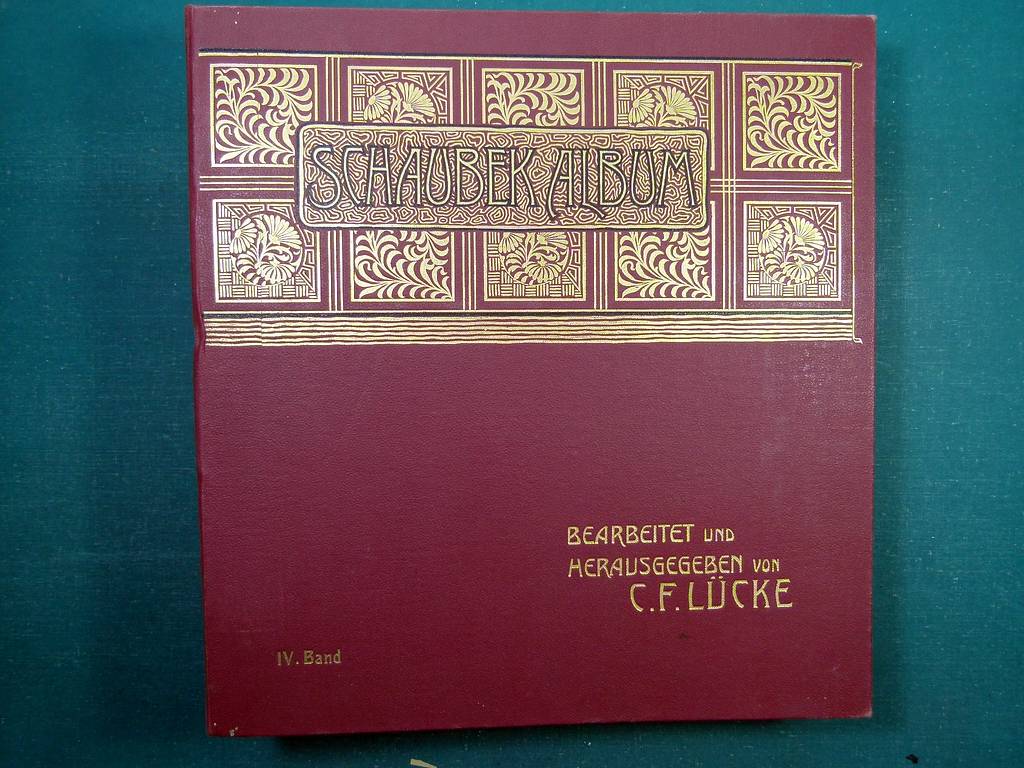 SCHAUBEK ALBUM
BEARBEITET UND
HERAUSGEGEBEN VON
C.F. LÜCKE
IV. Band